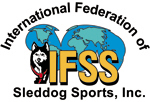 International Federation of
IFSS
Sleddog Sports, Inc.